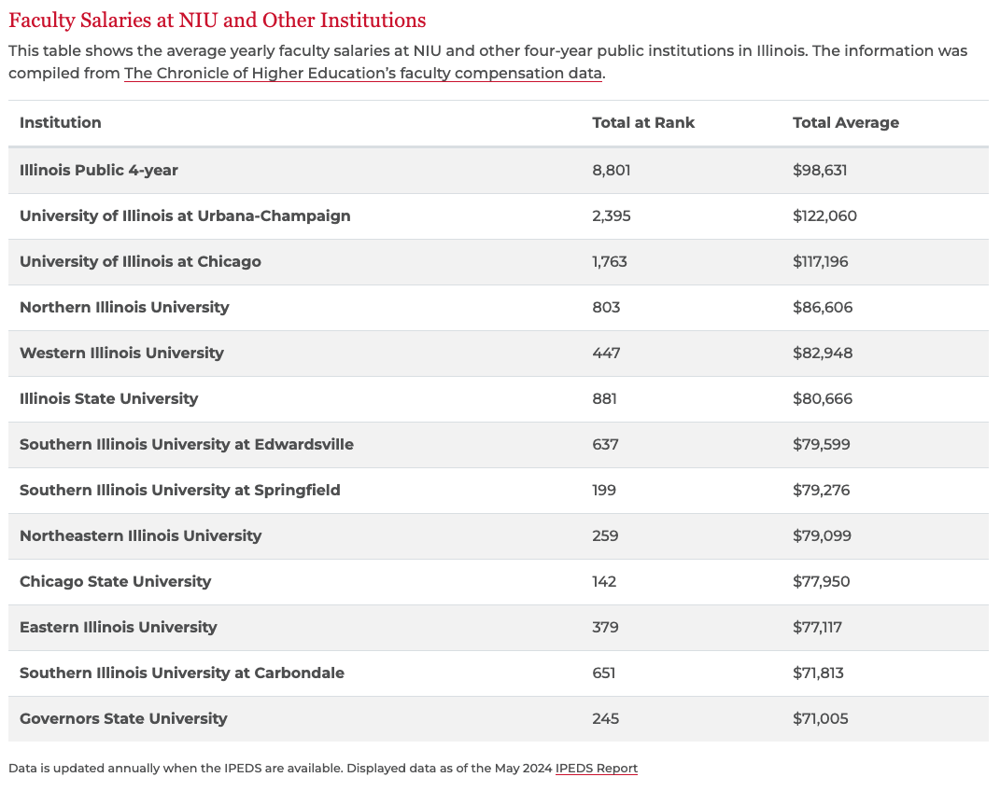 Faculty Salaries at NIU and Other Institutions
This table shows the average yearly faculty salaries at NIU and other four-year public institutions in Illinois. The information was
compiled from The Chronicle of Higher Education’s faculty compensation data.
Institution Total at Rank Total Average
Illinois Public 4-year 8,801 $98,631
University of Illinois at Urbana-Champaign 2,395 $122,060
University of Illinois at Chicago 1,763 $117,196
Northern Illinois University 803 $86,606
Western Illinois University 447 $82,948
Illinois State University 881 $80,666
Southern Illinois University at Edwardsville 637 $79,599
Southern Illinois University at Springfield 199 $79,276
Northeastern Illinois University 259 $79,099
Chicago State University 142 $77,950
Eastern Illinois University 379 $77,117
Southern Illinois University at Carbondale 651 $71,813
Governors State University 245 $71,005
Data is updated annually when the IPEDS are available. Displayed data as of the May 2024 IPEDS Report